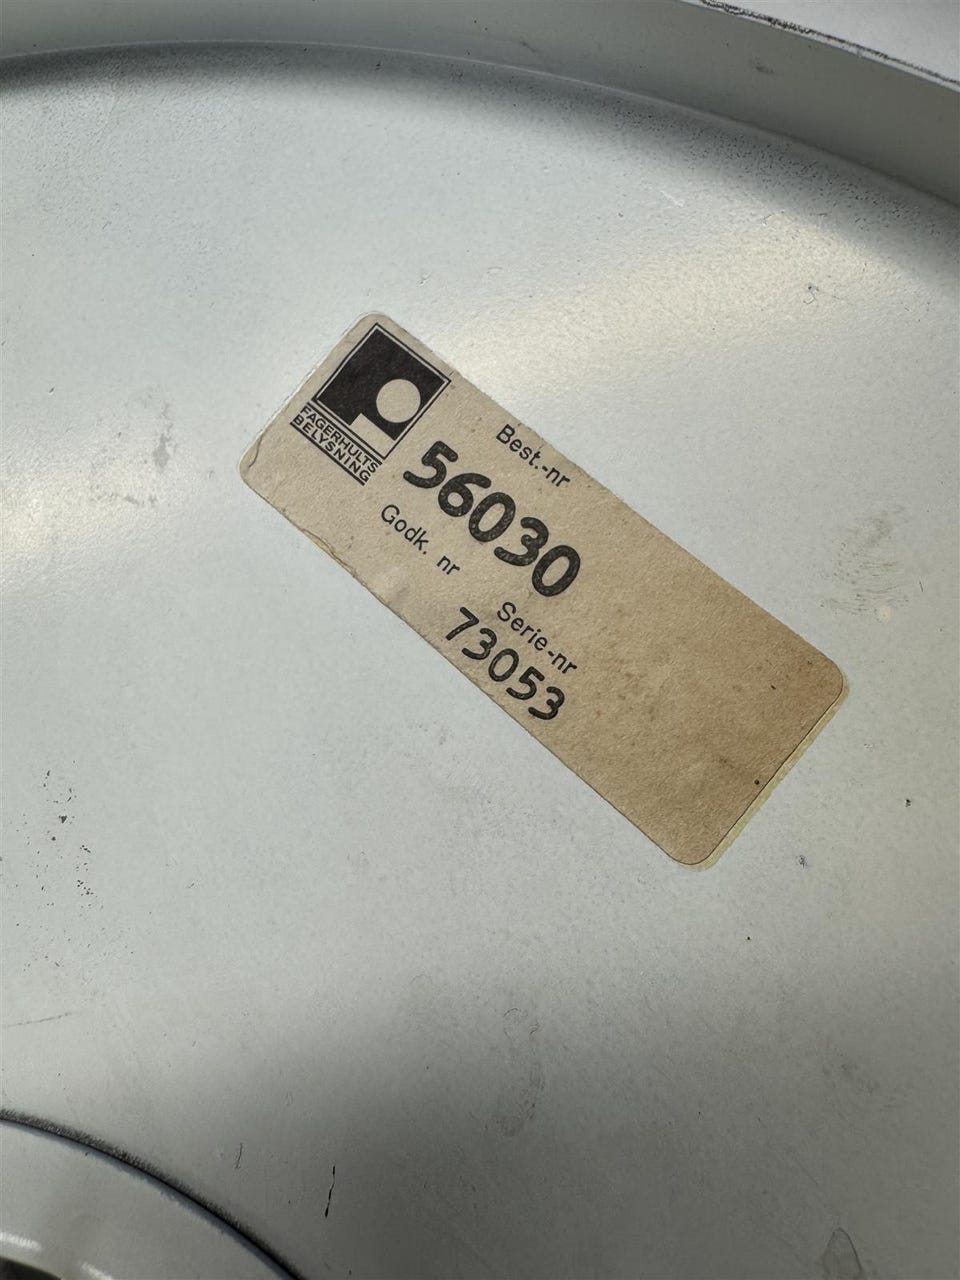 FAGERHULTS
BELYSNING
Best.-nr
56030
Godk. nr
Serie-nr
73053